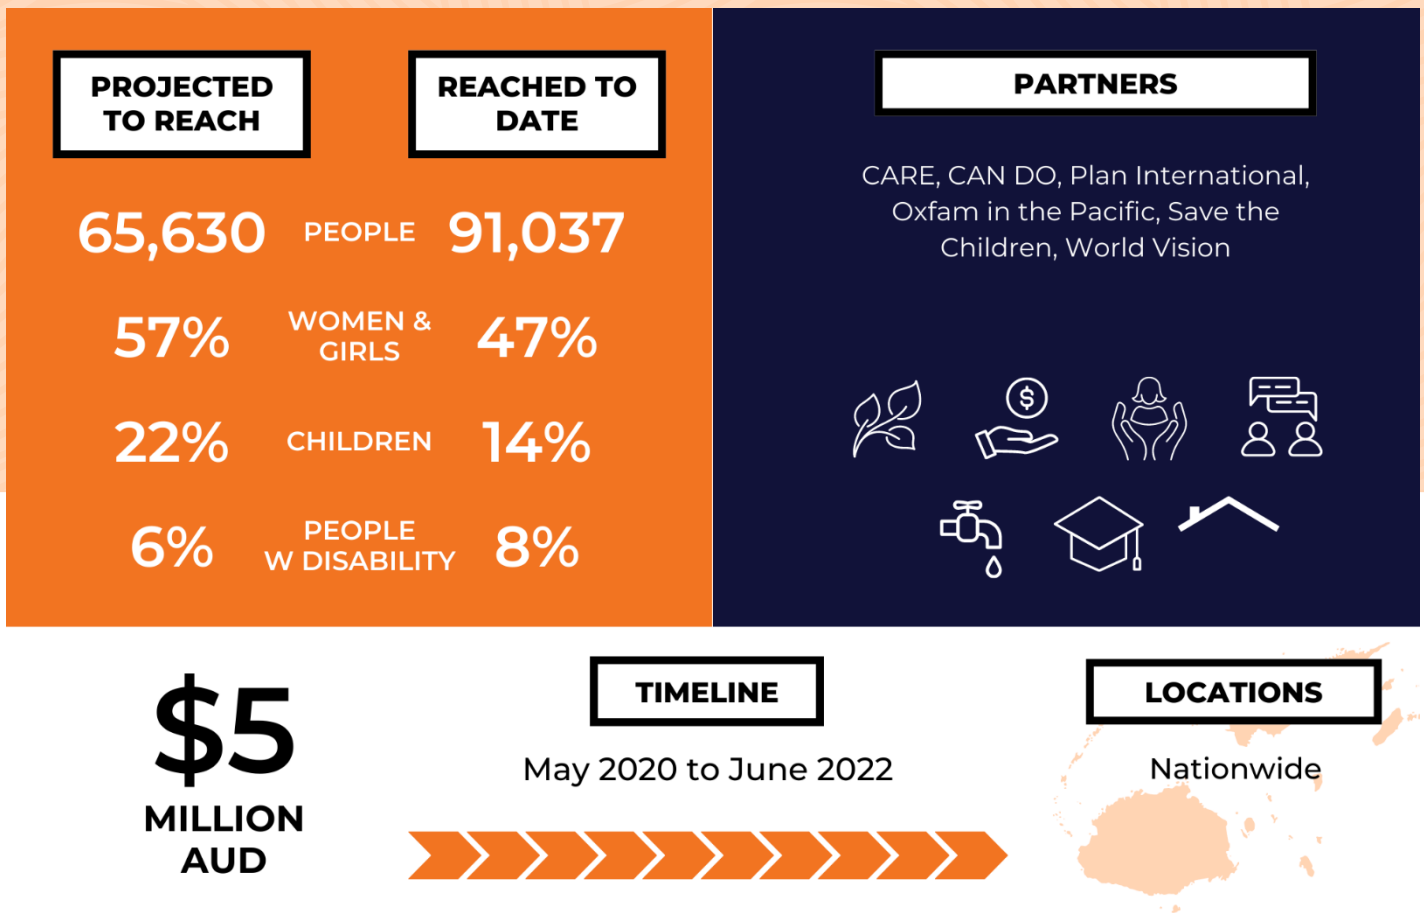 PROJECTED
TO REACH
REACHED TO
DATE
65,630 PEOPLE 91,037
57% WOMEN &
GIRLS 47%
22% CHILDREN 14%
6% PEOPLE
W DISABILITY 8%
PARTNERS
CARE, CAN DO, Plan International,
Oxfam in the Pacific, Save the
Children, World Vision
$
$5
MILLION
AUD
TIMELINE
May 2020 to June 2022
LOCATIONS
Nationwide